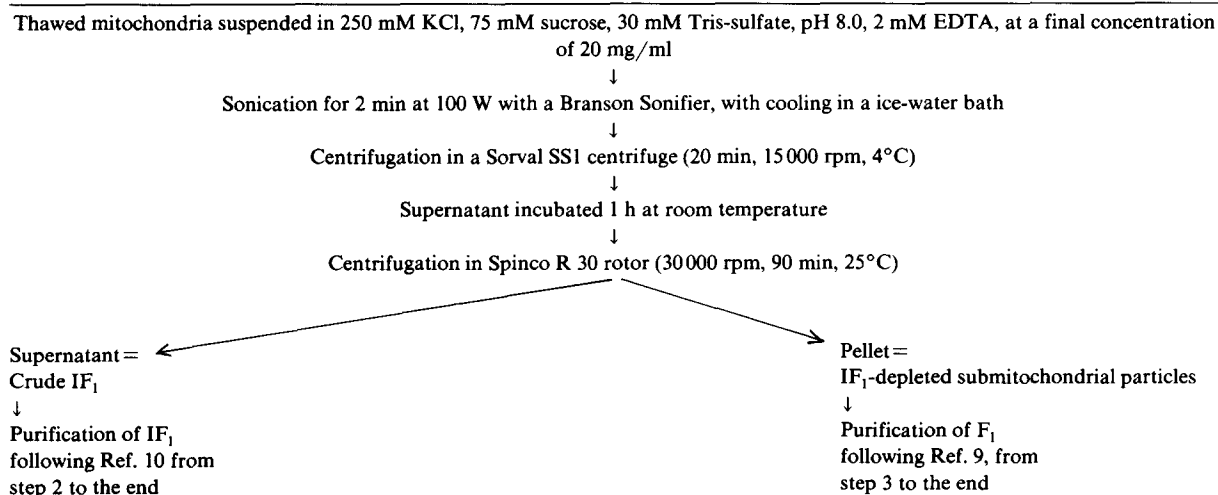 Thawed mitochondria suspended in 250 mM KCl, 75 mM sucrose, 30 mM Tris-sulfate, pH 8.0, 2 mM EDTA, at a final concentration
of 20 mg/ml
↓
Sonication for 2 min at 100 W with a Branson Sonifier, with cooling in a ice-water bath
↓
Centrifugation in a Sorval SS1 centrifuge (20 min, 15 000 rpm, 4°C)
↓
Supernatant incubated 1 h at room temperature
↓
Centrifugation in Spinco R 30 rotor (30 000 rpm, 90 min, 25°C)
Supernatant =
Crude IF₁
↓
Purification of IF₁
following Ref. 10 from
step 2 to the end
Pellet =
IF₁-depleted submitochondrial particles
↓
Purification of F₁
following Ref. 9, from
step 3 to the end